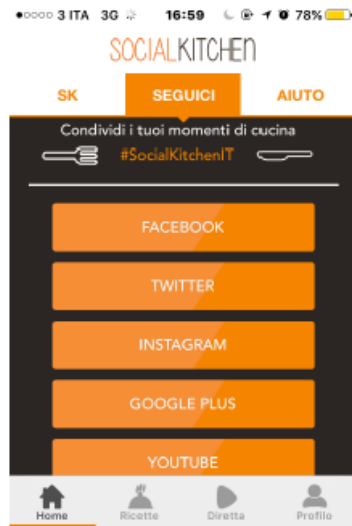 3 ITA 3G 16:59 78%
SOCIALKITCHEN
SK SEGUICI AIUTO
Condividi i tuoi momenti di cucina
#SocialKitchenIT
FACEBOOK
TWITTER
INSTAGRAM
GOOGLE PLUS
YOUTUBE
Home Ricette Diretta Profilo